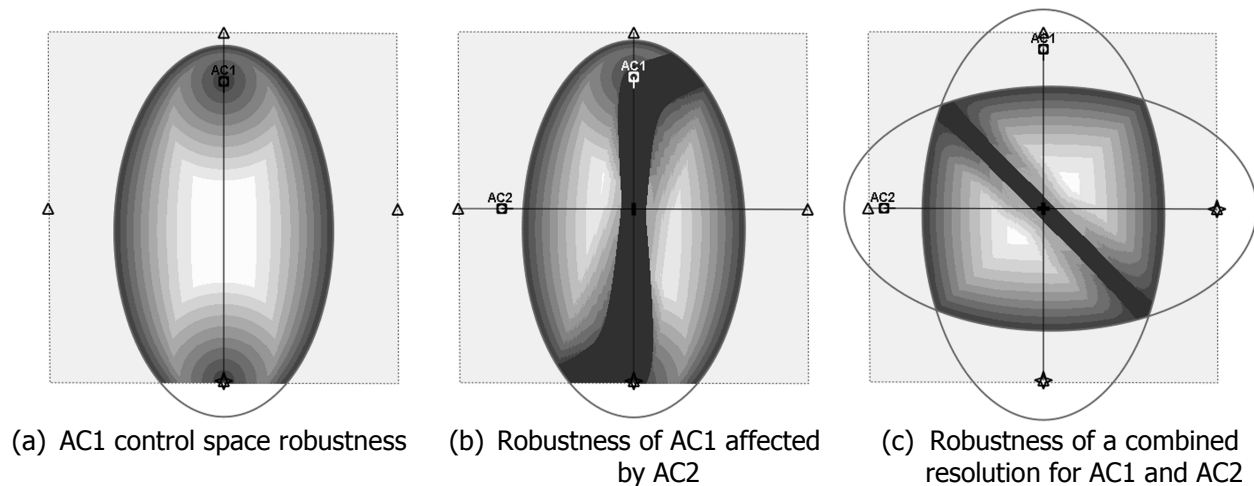 AC1
AC1
AC2
AC1
AC2
(a) AC1 control space robustness
(b) Robustness of AC1 affected
by AC2
(c) Robustness of a combined
resolution for AC1 and AC2